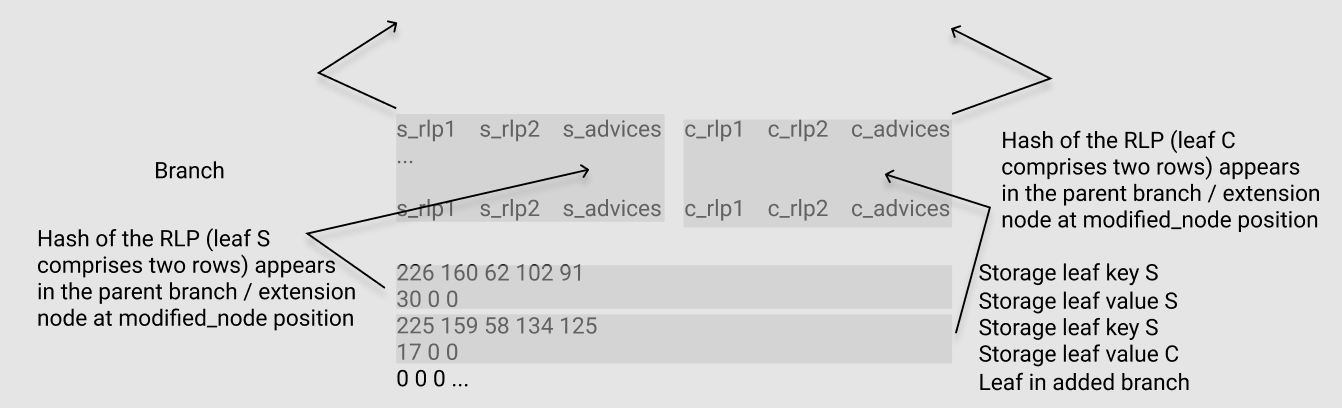 s_rlp1 s_rlp2 s_advices c_rlp1 c_rlp2 c_advices
...
Branch
s_rlp1 s_rlp2 s_advices c_rlp1 c_rlp2 c_advices
Hash of the RLP (leaf C
comprises two rows) appears
in the parent branch / extension
node at modified_node position
Hash of the RLP (leaf S
comprises two rows) appears
in the parent branch / extension
node at modified_node position
226 160 62 102 91 Storage leaf key S
30 0 0 Storage leaf value S
225 159 58 134 125 Storage leaf key S
17 0 0 Storage leaf value C
0 0 0 ... Leaf in added branch